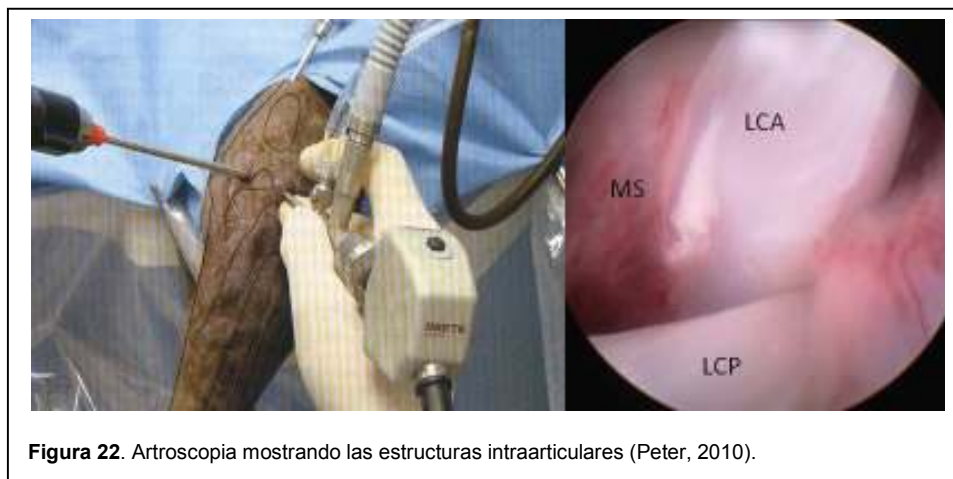 LCA
MS
LCP
Figura 22. Artroscopia mostrando las estructuras intraarticulares (Peter, 2010).